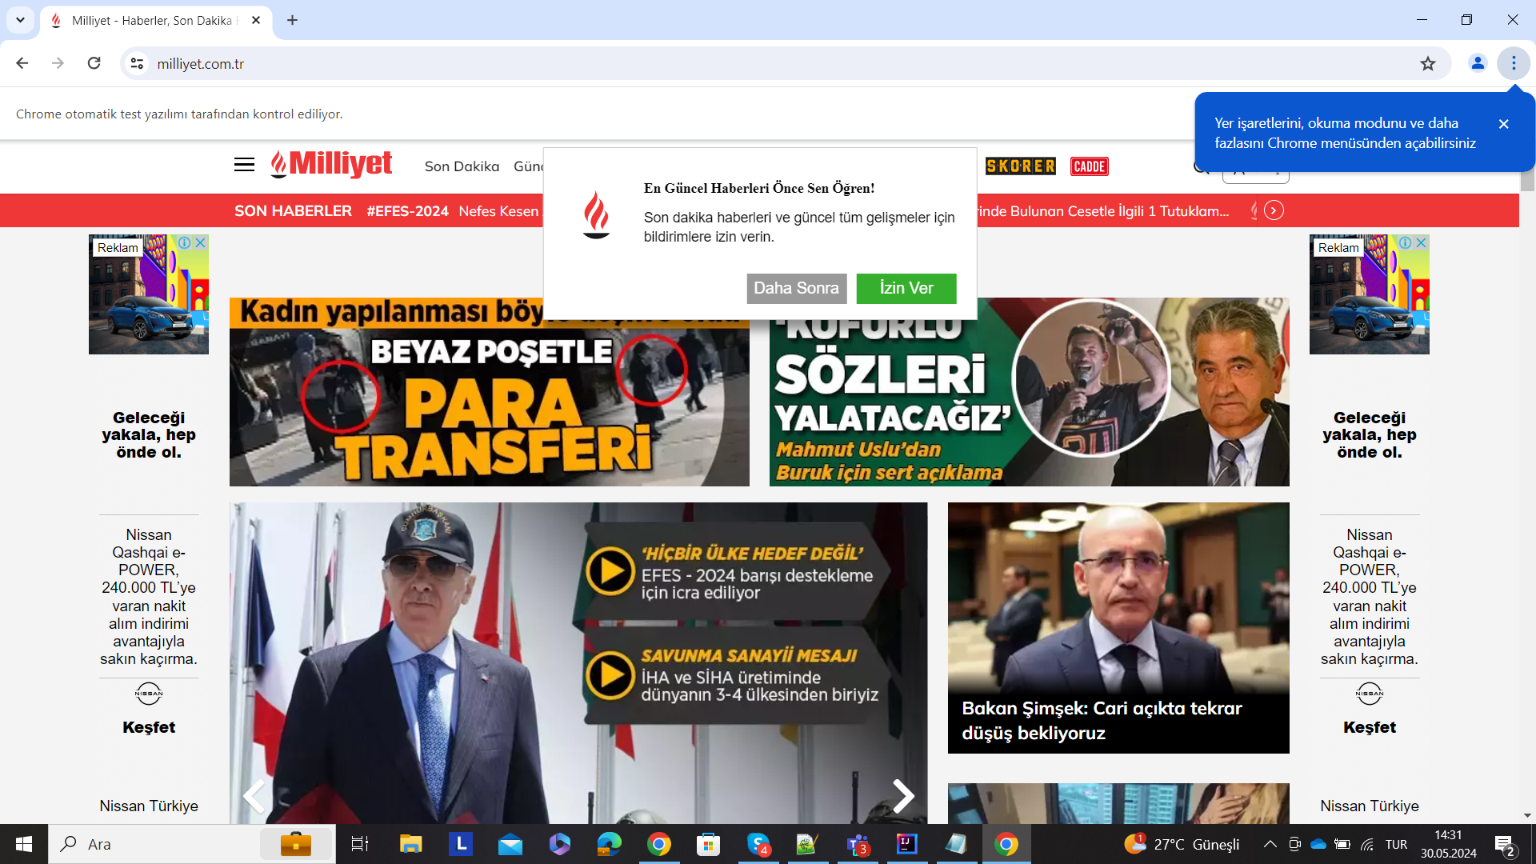 Milliyet - Haberler, Son Dakika
milliyet.com.tr
Chrome otomatik test yazılımı tarafından kontrol ediliyor.
Yer işaretlerini, okuma modunu ve daha
fazlasını Chrome menüsünden açabilirsiniz
Milliyet
Son Dakika
SKORER
CADDE
En Güncel Haberleri Önce Sen Öğren!
Son dakika haberleri ve güncel tüm gelişmeler için
bildirimlere izin verin.
Daha Sonra
İzin Ver
SON HABERLER #EFES-2024 Nefes Kesen
Bulunan Cesetle İlgili 1 Tutuklam...
Reklam
Geleceği
yakala, hep
önde ol.
Nissan
Qashqai e-
POWER,
240.000 TL'ye
varan nakit
alım indirimi
avantajıyla
sakın kaçırma.
NISSAN
Keşfet
Nissan Türkiye
Kadın yapılanması
BEYAZ POŞETLE
PARA
TRANSFERİ
'KÜFÜRLÜ
SÖZLERİ
YALATACAĞIZ'
Mahmut Uslu'dan
Buruk için sert açıklama
Reklam
Geleceği
yakala, hep
önde ol.
Nissan
Qashqai e-
POWER,
240.000 TL'ye
varan nakit
alım indirimi
avantajıyla
sakın kaçırma.
NISSAN
Keşfet
Nissan Türkiye
'HİÇBİR ÜLKE HEDEF DEĞİL'
EFES - 2024 barışı destekleme
için icra ediliyor
SAVUNMA SANAYİİ MESAJI
İHA ve SİHA üretiminde
dünyanın 3-4 ülkesinden biriyiz
Bakan Şimşek: Cari açıkta tekrar
düşüş bekliyoruz
Ara
L
4
3
IJ
1
27°C Güneşli
TUR
14:31
30.05.2024
2